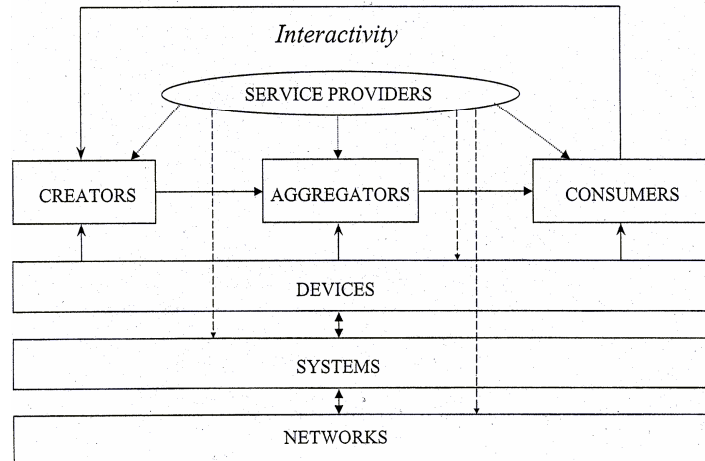 Interactivity
SERVICE PROVIDERS
CREATORS
AGGREGATORS
CONSUMERS
DEVICES
SYSTEMS
NETWORKS